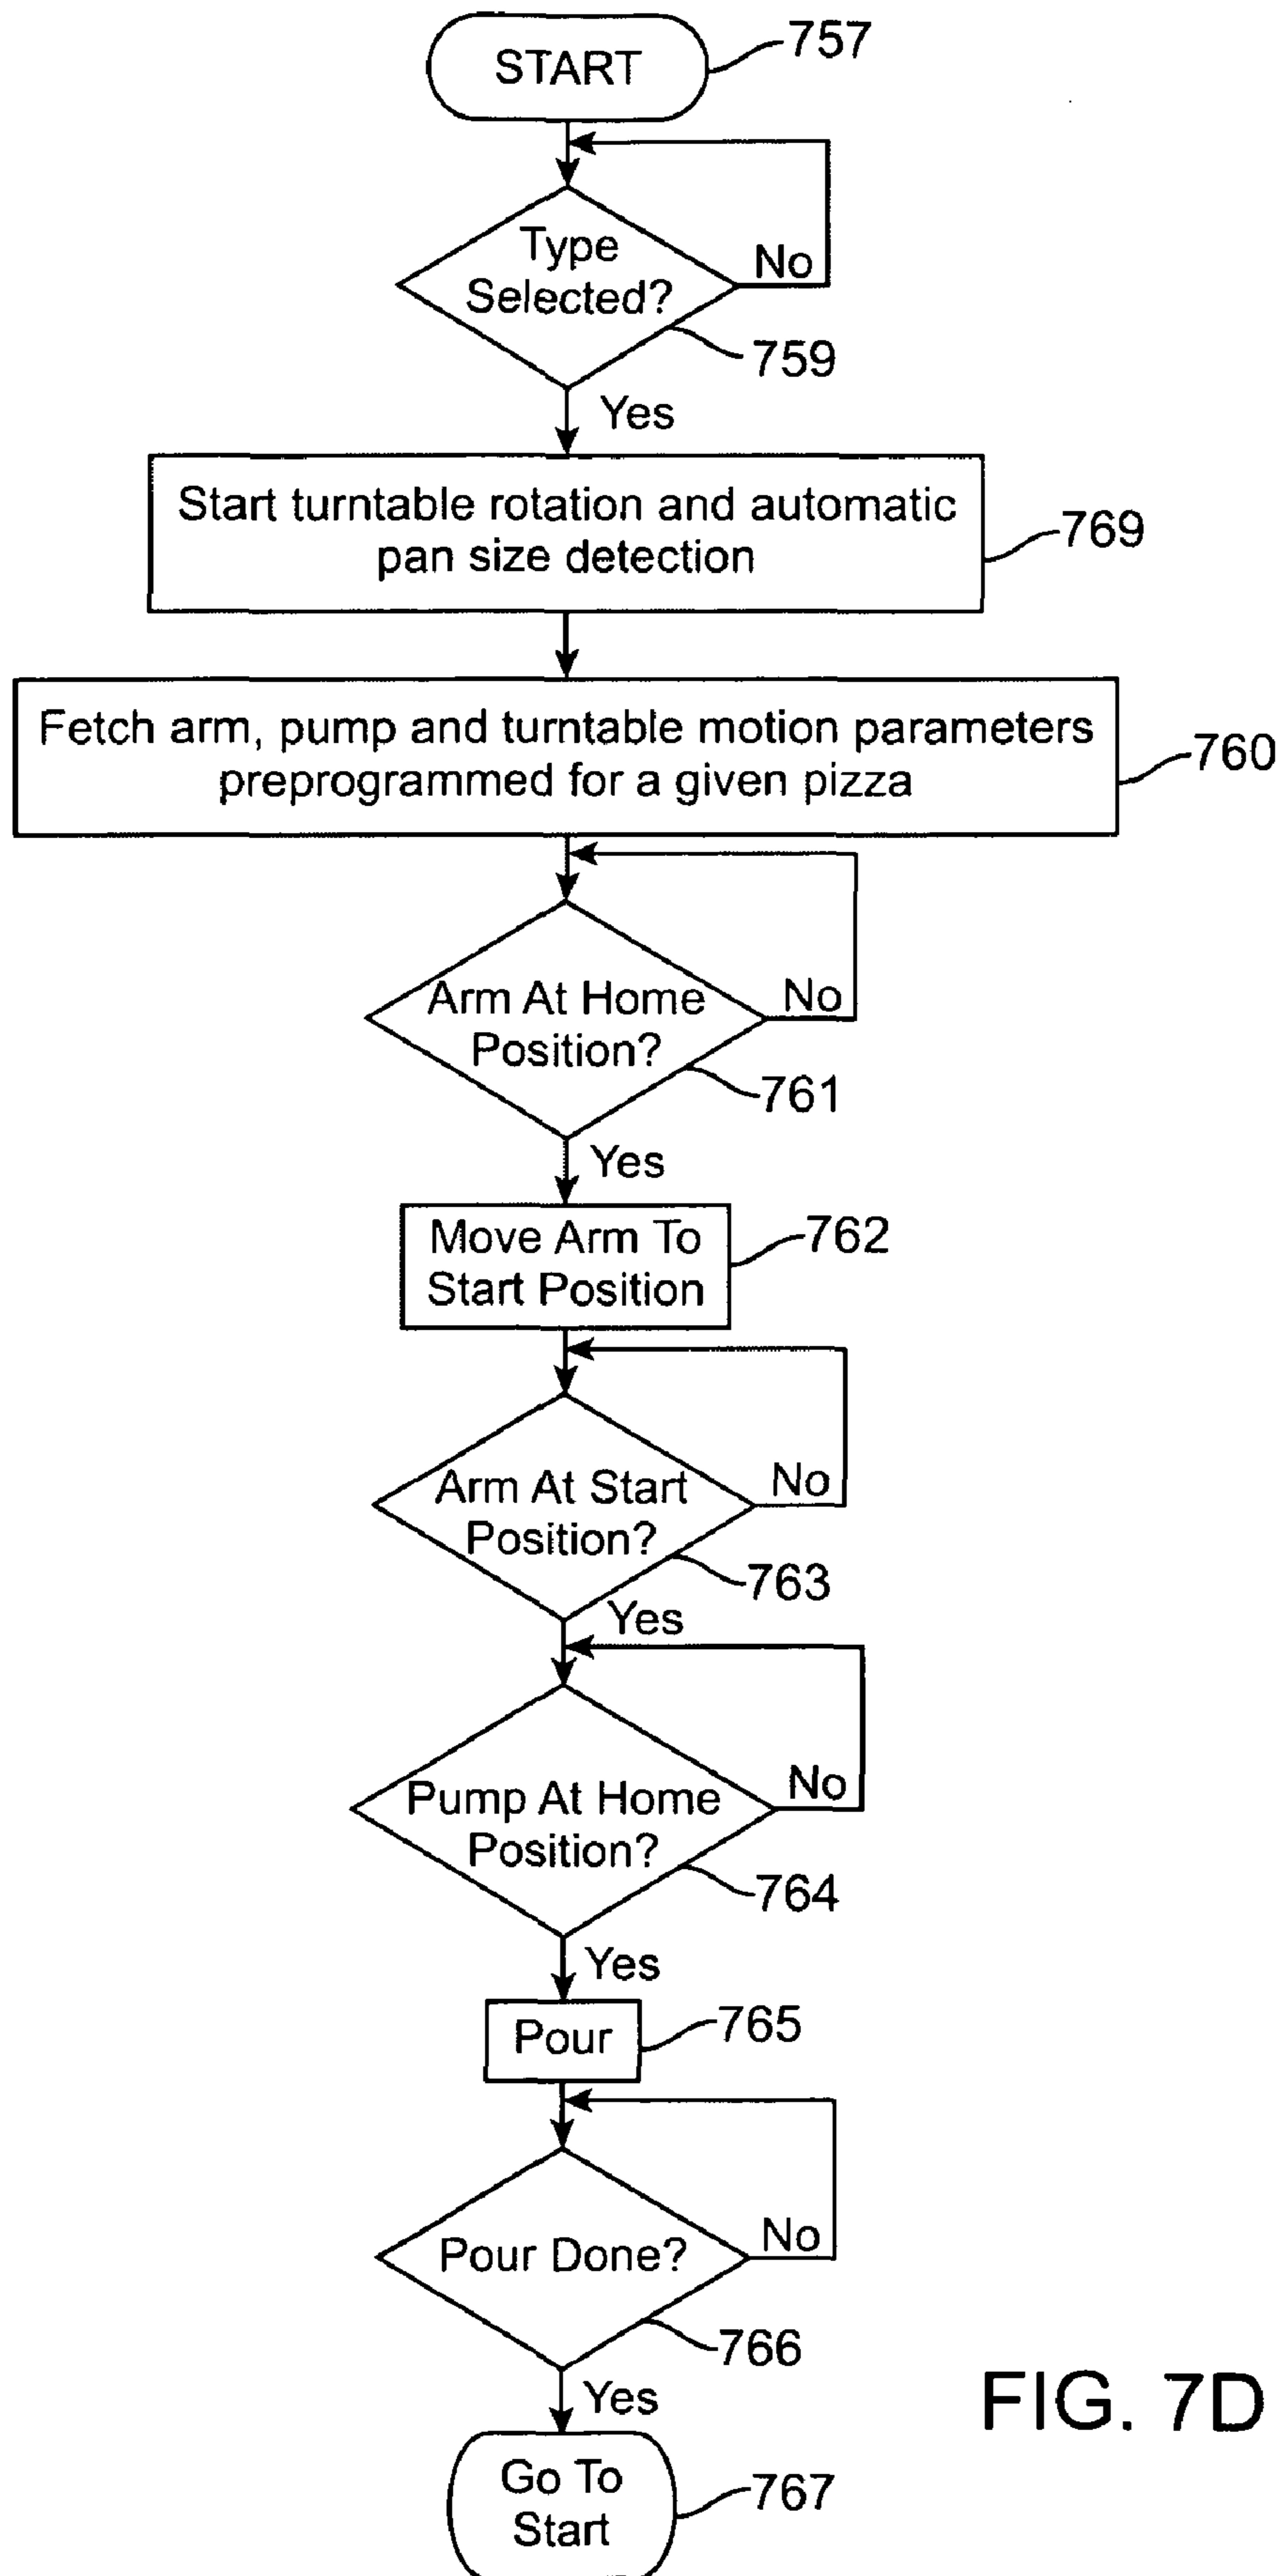 START
757
Type
Selected?
No
759
Yes
Start turntable rotation and automatic
pan size detection
769
Fetch arm, pump and turntable motion parameters
preprogrammed for a given pizza
760
Arm At Home
Position?
No
761
Yes
Move Arm To
Start Position
762
Arm At Start
Position?
No
763
Yes
Pump At Home
Position?
No
764
Yes
Pour
765
Pour Done?
No
766
Yes
Go To
Start
767
FIG. 7D